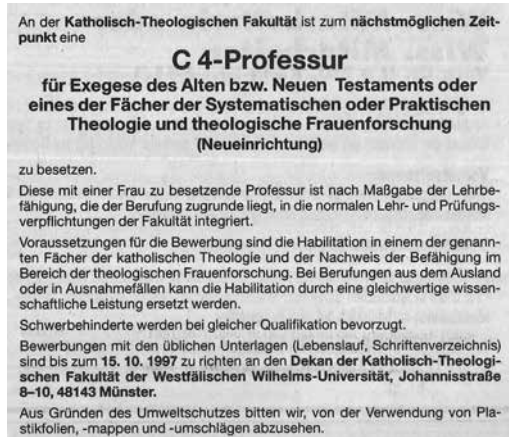 An der Katholisch-Theologischen Fakultät ist zum nächstmöglichen Zeit-
punkt eine
C 4-Professur
für Exegese des Alten bzw. Neuen Testaments oder
eines der Fächer der Systematischen oder Praktischen
Theologie und theologische Frauenforschung
(Neueinrichtung)
zu besetzen.
Diese mit einer Frau zu besetzende Professur ist nach Maßgabe der Lehrbe-
fähigung, die der Berufung zugrunde liegt, in die normalen Lehr- und Prüfungs-
verpflichtungen der Fakultät integriert.
Voraussetzungen für die Bewerbung sind die Habilitation in einem der genann-
ten Fächer der katholischen Theologie und der Nachweis der Befähigung im
Bereich der theologischen Frauenforschung. Bei Berufungen aus dem Ausland
oder in Ausnahmefällen kann die Habilitation durch eine gleichwertige wissen-
schaftliche Leistung ersetzt werden.
Schwerbehinderte werden bei gleicher Qualifikation bevorzugt.
Bewerbungen mit den üblichen Unterlagen (Lebenslauf, Schriftenverzeichnis)
sind bis zum 15. 10. 1997 zu richten an den Dekan der Katholisch-Theologi-
schen Fakultät der Westfälischen Wilhelms-Universität, Johannisstraße
8–10, 48143 Münster.
Aus Gründen des Umweltschutzes bitten wir, von der Verwendung von Pla-
stikfolien, -mappen und -umschlägen abzusehen.